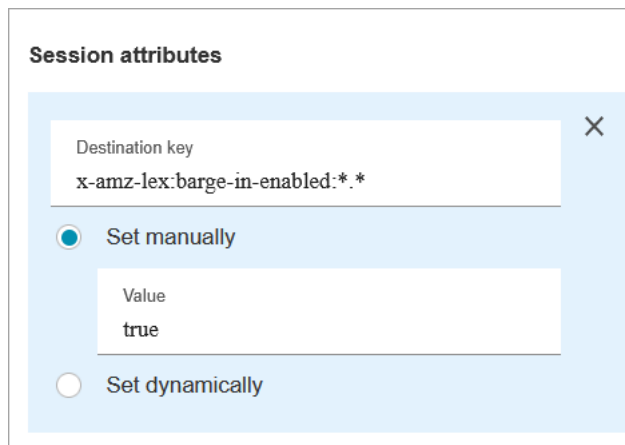 Session attributes
Destination key
x-amz-lex:barge-in-enabled:*.*
Set manually
Value
true
Set dynamically